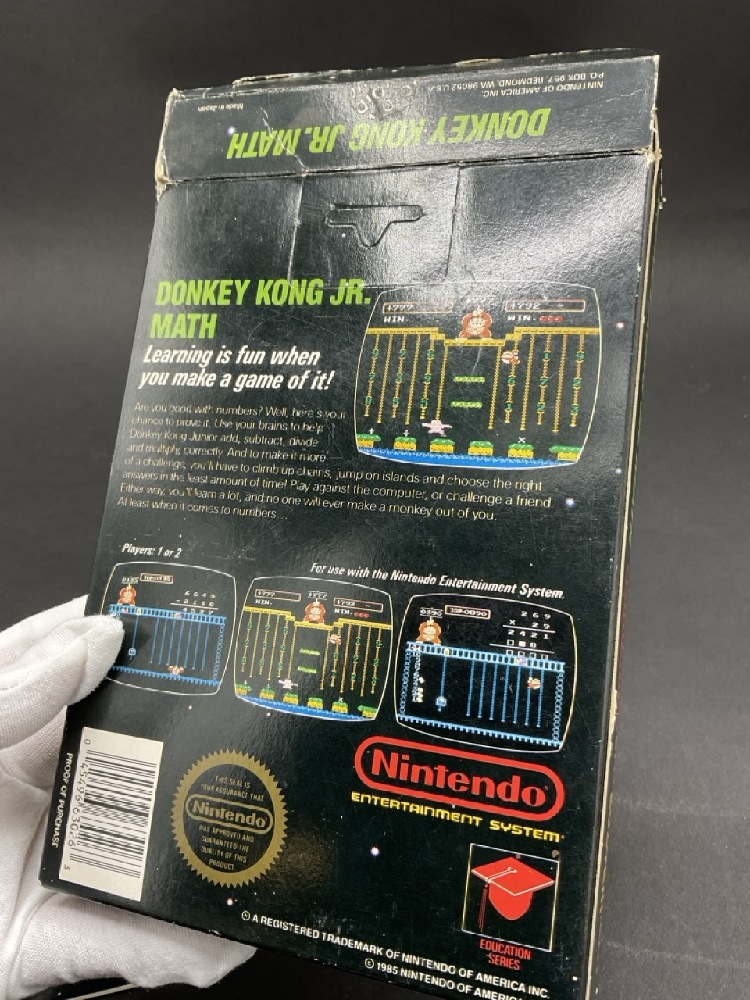 NINTENDO OF AMERICA INC.
P.O. BOX 957, REDMOND, WA 98052 U.S.A.
Made in Japan
DONKEY KONG JR. MATH
DONKEY KONG JR.
MATH
Learning is fun when
you make a game of it!
Are you good with numbers? Well, here's your
chance to prove it. Use your brains to help
Donkey Kong Junior add, subtract, divide
and multiply correctly. And to make it more
of a challenge, you'll have to climb up chains, jump on islands and choose the right
answers in the least amount of time! Play against the computer, or challenge a friend
Either way, you'll learn a lot, and no one will ever make a monkey out of you.
At least when it comes to numbers...
WIN.
WIN.
Players: 1 or 2
For use with the Nintendo Entertainment System.
WIN.
WIN.
269
× 29
2421
PROOF OF PURCHASE
THIS SEAL IS
YOUR ASSURANCE THAT
Nintendo
HAS APPROVED AND
GUARANTEED THE
QUALITY OF THIS
PRODUCT.
Nintendo®
ENTERTAINMENT SYSTEM
EDUCATION
SERIES
® A REGISTERED TRADEMARK OF NINTENDO OF AMERICA INC.
© 1985 NINTENDO OF AMERICA